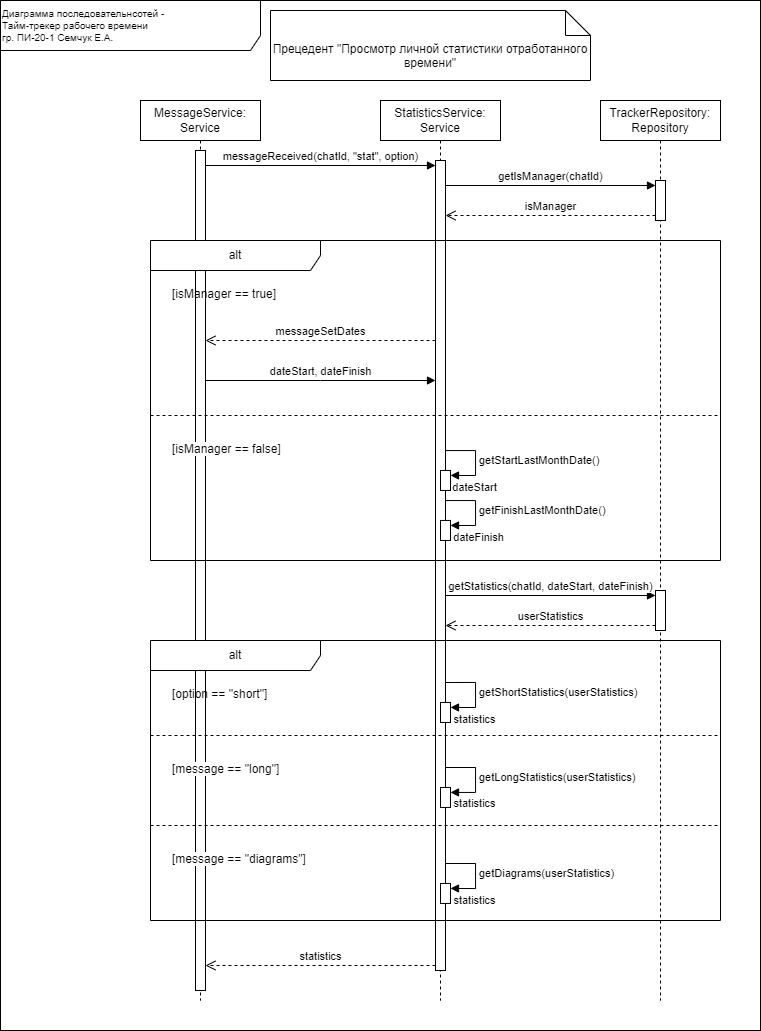 Диаграмма последовательнсотей -
Тайм-трекер рабочего времени
гр. ПИ-20-1 Семчук Е.А.
Прецедент "Просмотр личной статистики отработанного
времени"
MessageService:
Service
StatisticsService:
Service
TrackerRepository:
Repository
messageReceived(chatId, "stat", option)
getIsManager(chatId)
isManager
alt
[isManager == true]
messageSetDates
dateStart, dateFinish
[isManager == false]
getStartLastMonthDate()
dateStart
getFinishLastMonthDate()
dateFinish
getStatistics(chatId, dateStart, dateFinish)
userStatistics
alt
[option == "short"]
getShortStatistics(userStatistics)
statistics
[message == "long"]
getLongStatistics(userStatistics)
statistics
[message == "diagrams"]
getDiagrams(userStatistics)
statistics
statistics